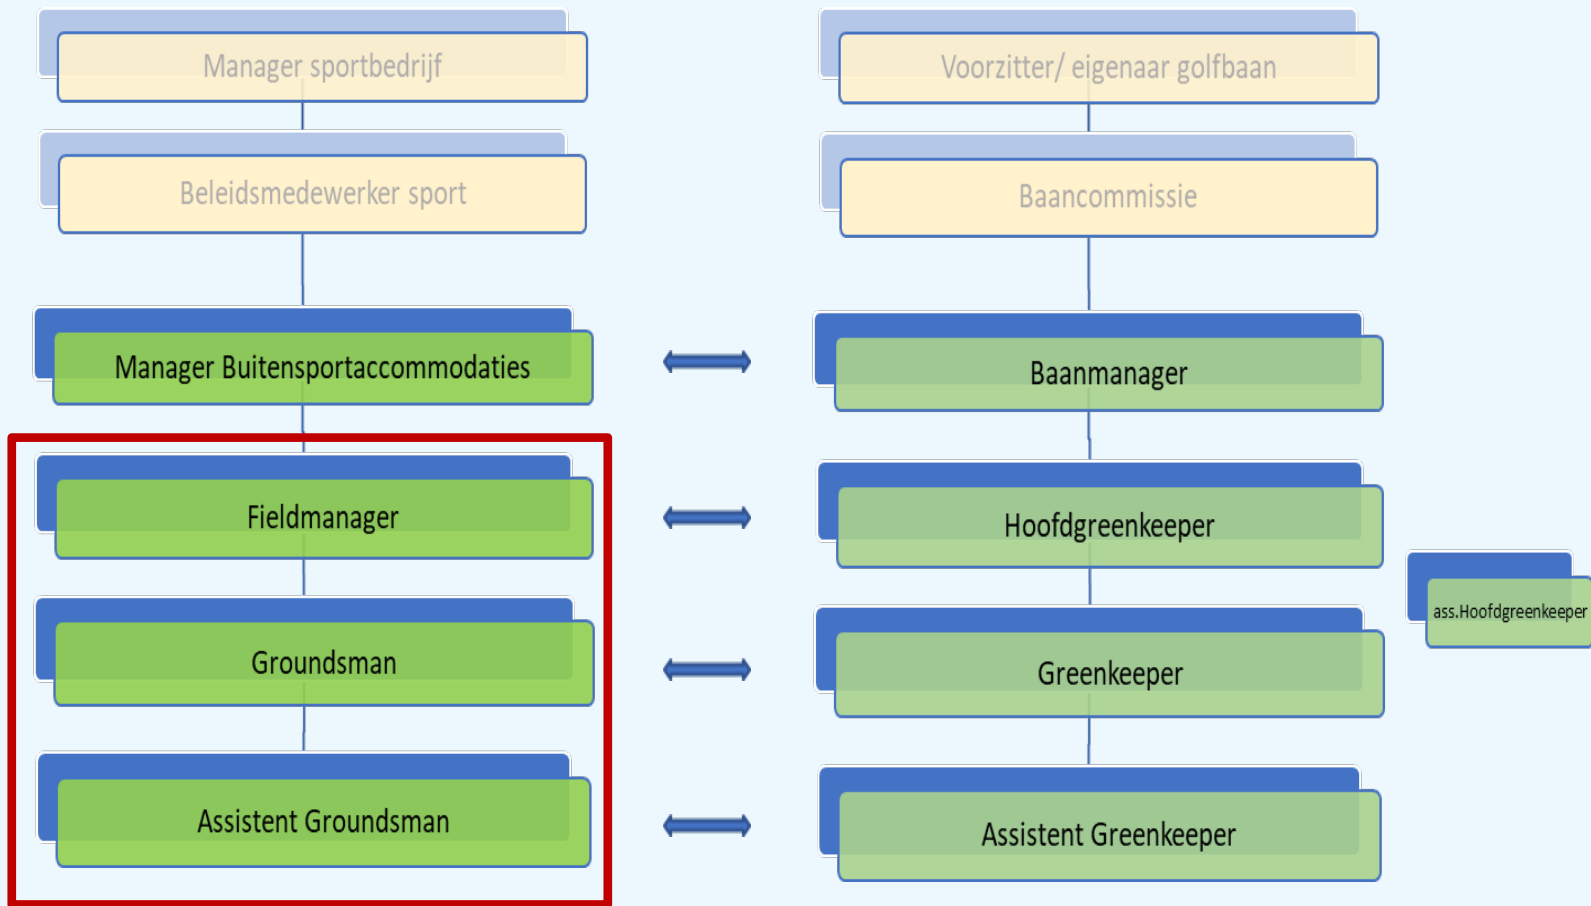 Manager sportbedrijf
Voorzitter/ eigenaar golfbaan
Beleidsmedewerker sport
Baancommissie
Manager Buitensportaccommodaties
Baanmanager
Fieldmanager
Hoofdgreenkeeper
ass.Hoofdgreenkeeper
Groundsman
Greenkeeper
Assistent Groundsman
Assistent Greenkeeper